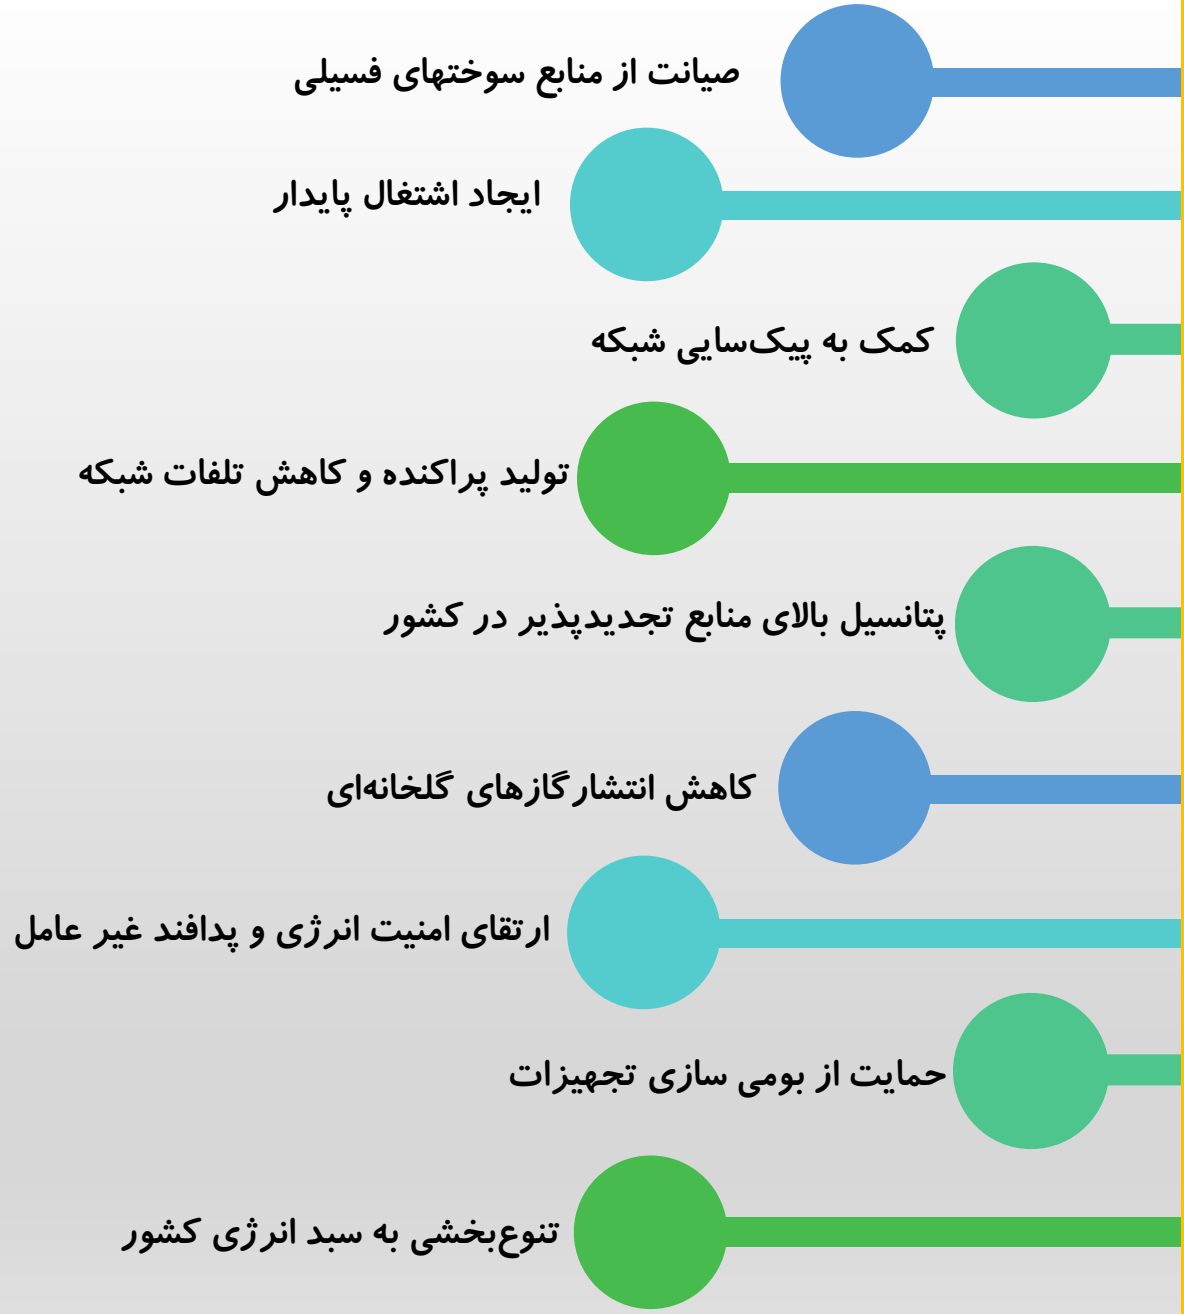 صیانت از منابع سوختهای فسیلی
ایجاد اشتغال پایدار
کمک به پیک‌سایی شبکه
تولید پراکنده و کاهش تلفات شبکه
پتانسیل بالای منابع تجدیدپذیر در کشور
کاهش انتشارگازهای گلخانه‌ای
ارتقای امنیت انرژی و پدافند غیر عامل
حمایت از بومی سازی تجهیزات
تنوع‌بخشی به سبد انرژی کشور